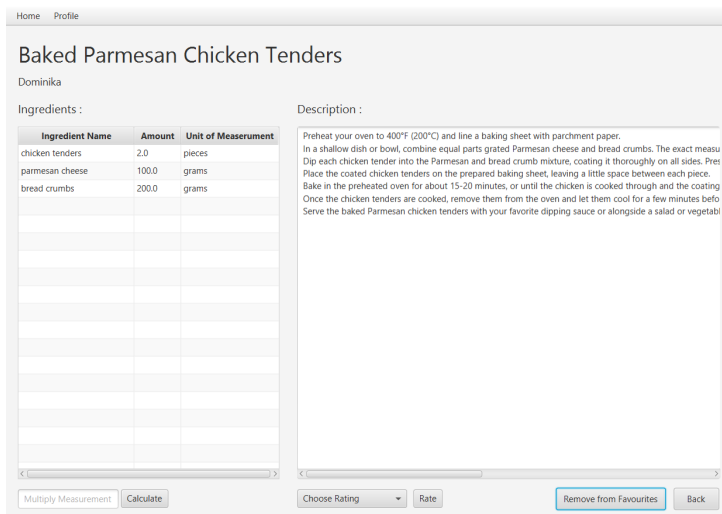 Home Profile
Baked Parmesan Chicken Tenders
Dominika
Ingredients :
Ingredient Name Amount Unit of Measerument
chicken tenders 2.0 pieces
parmesan cheese 100.0 grams
bread crumbs 200.0 grams
Multiply Measurement Calculate
Description :
Preheat your oven to 400°F (200°C) and line a baking sheet with parchment paper.
In a shallow dish or bowl, combine equal parts grated Parmesan cheese and bread crumbs. The exact measu
Dip each chicken tender into the Parmesan and bread crumb mixture, coating it thoroughly on all sides. Pres
Place the coated chicken tenders on the prepared baking sheet, leaving a little space between each piece.
Bake in the preheated oven for about 15-20 minutes, or until the chicken is cooked through and the coating
Once the chicken tenders are cooked, remove them from the oven and let them cool for a few minutes befo
Serve the baked Parmesan chicken tenders with your favorite dipping sauce or alongside a salad or vegetabl
Choose Rating Rate Remove from Favourites Back